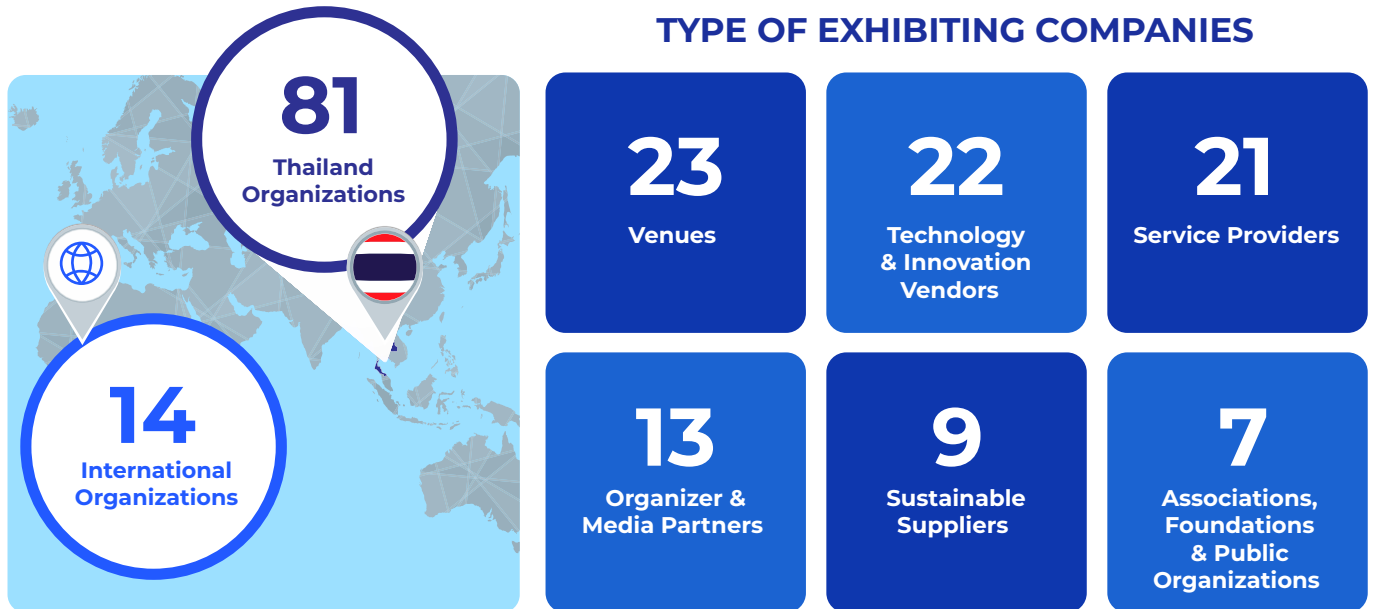 81
Thailand
Organizations
14
International
Organizations
TYPE OF EXHIBITING COMPANIES
23
Venues
22
Technology
& Innovation
Vendors
21
Service Providers
13
Organizer &
Media Partners
9
Sustainable
Suppliers
7
Associations,
Foundations
& Public
Organizations